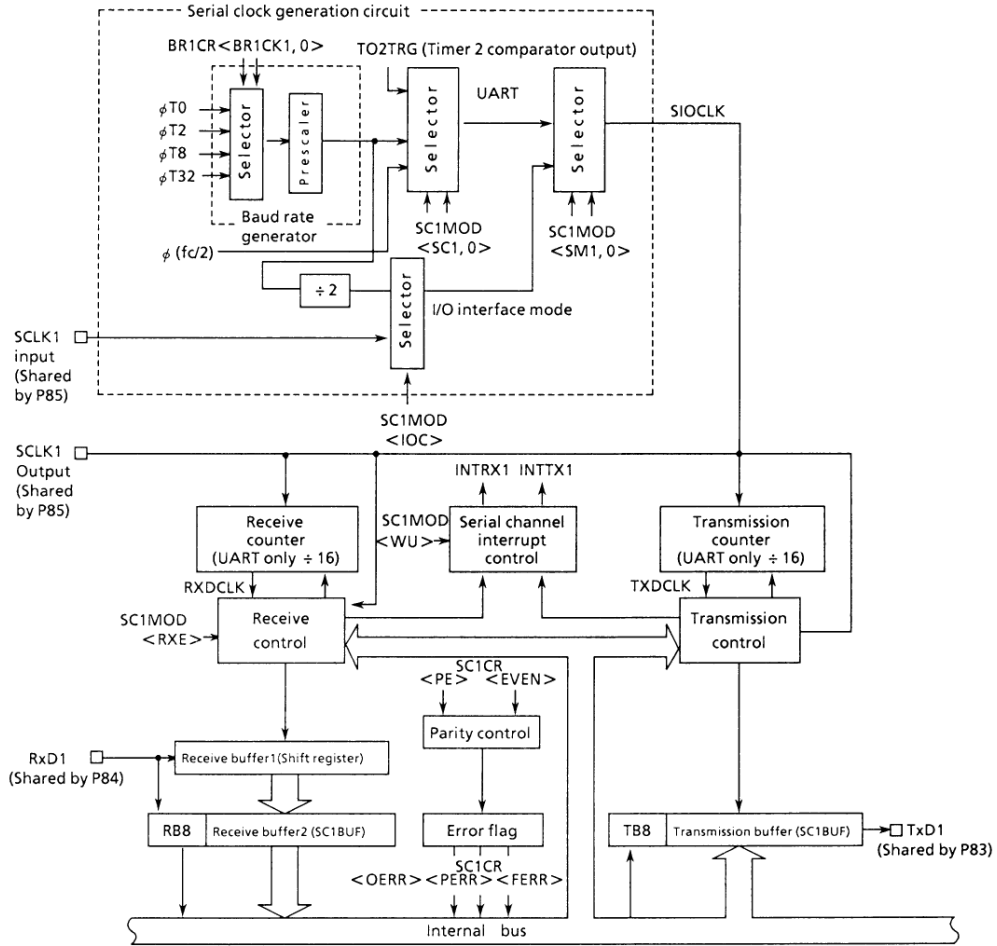 Serial clock generation circuit
BR1CR<BR1CK1, 0>
TO2TRG (Timer 2 comparator output)
UART
SIOCLK
φT0
φT2
φT8
φT32
Selector
Prescaler
Selector
Selector
Baud rate
generator
SC1MOD
<SC1, 0>
SC1MOD
<SM1, 0>
φ (fc/2)
÷ 2
Selector
I/O interface mode
SCLK1
input
(Shared
by P85)
SC1MOD
<IOC>
SCLK1
Output
(Shared
by P85)
INTRX1 INTTX1
Receive
counter
(UART only ÷ 16)
SC1MOD
<WU>
Serial channel
interrupt
control
Transmission
counter
(UART only ÷ 16)
RXDCLK
TXDCLK
SC1MOD
<RXE>
Receive
control
Transmission
control
SC1CR
<PE> <EVEN>
Parity control
RxD1
(Shared by P84)
Receive buffer1(Shift register)
RB8 Receive buffer2 (SC1BUF)
Error flag
TB8 Transmission buffer (SC1BUF)
TxD1
(Shared by P83)
SC1CR
<OERR> <PERR> <FERR>
Internal bus